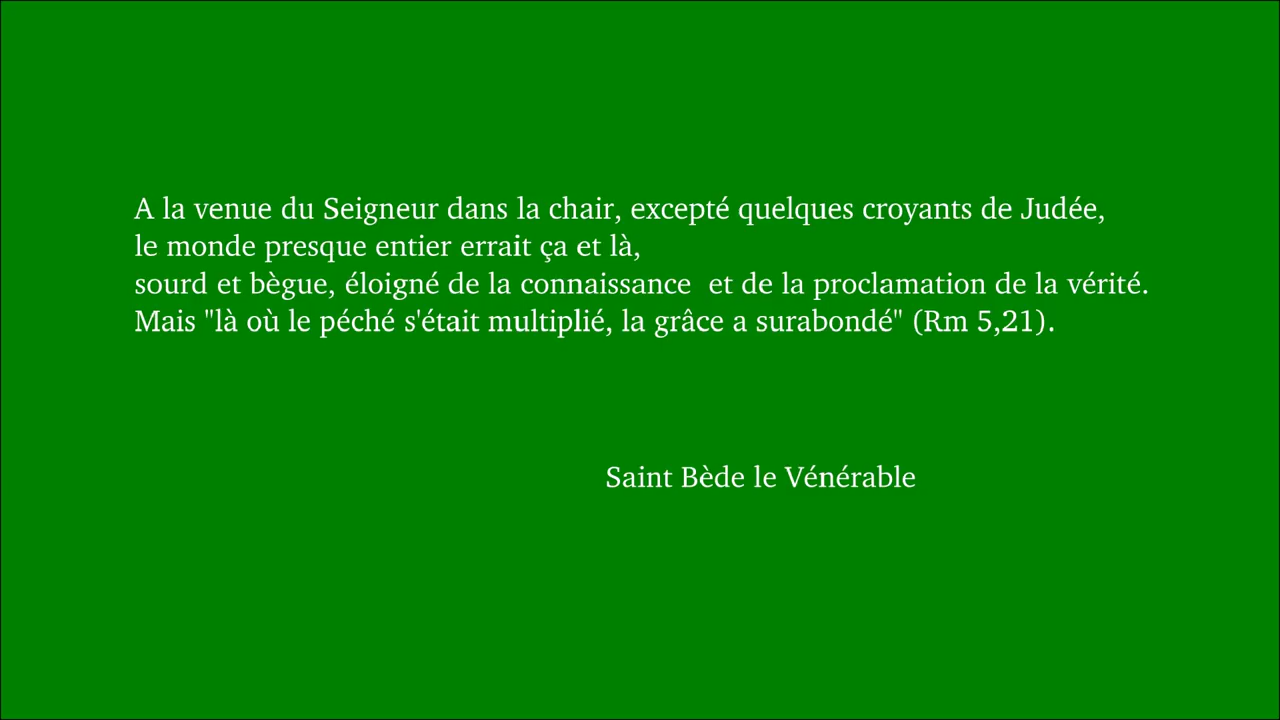 A la venue du Seigneur dans la chair, excepté quelques croyants de Judée,
le monde presque entier errait ça et là,
sourd et bègue, éloigné de la connaissance  et de la proclamation de la vérité.
Mais "là où le péché s'était multiplié, la grâce a surabondé" (Rm 5,21).
Saint Bède le Vénérable